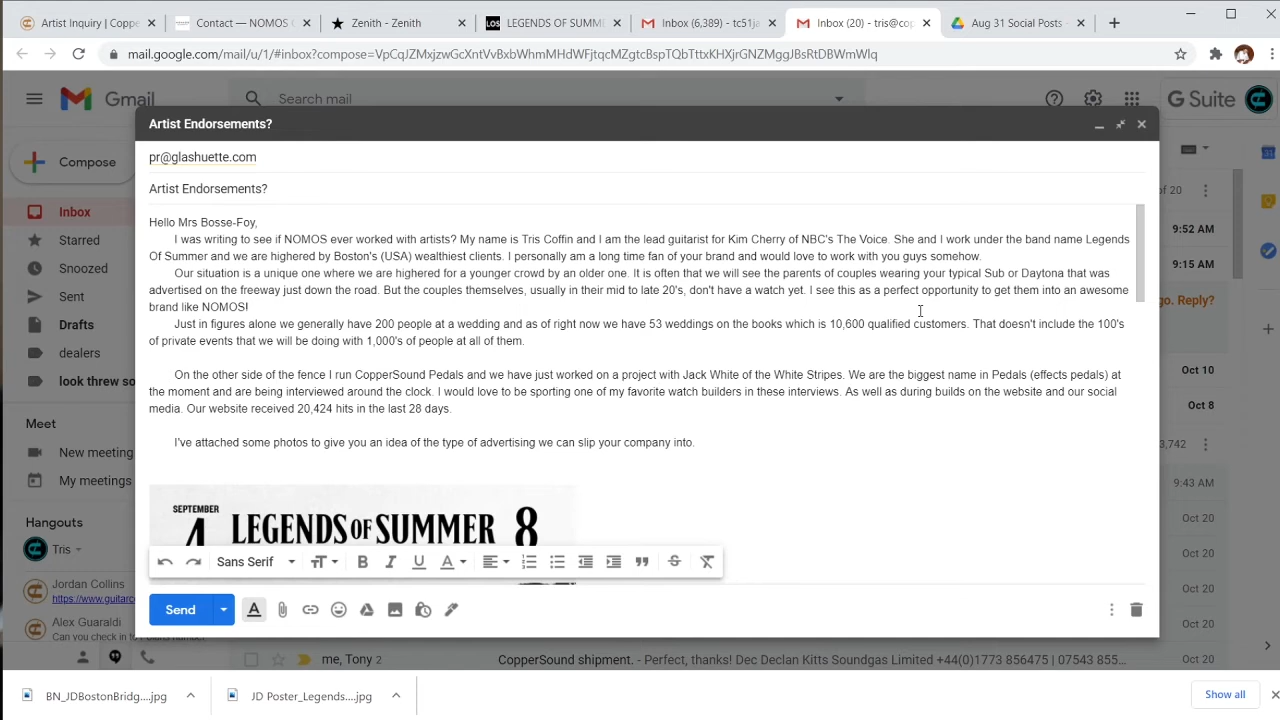 Artist Inquiry | Coppe
Contact — NOMOS G
Zenith - Zenith
LOS
LEGENDS OF SUMME
Inbox (6,389) - tc51ja
Inbox (20) - tris@cop
Aug 31 Social Posts -
mail.google.com/mail/u/1/#inbox?compose=VpCqJZMxjzwGcXntVvBxbWhmMHdWFjtqcMZgtcBspTQbTttxKHXjrGNZMggJBsRtDBWmWlq
Gmail
Search mail
G Suite
Compose
Inbox
Starred
Snoozed
Sent
Drafts
dealers
look threw so
Meet
New meeting
My meetings
Hangouts
Tris
Jordan Collins
https://www.guitarc
Alex Guaraldi
Artist Endorsements?
pr@glashuette.com
Artist Endorsements?
Hello Mrs Bosse-Foy,
I was writing to see if NOMOS ever worked with artists? My name is Tris Coffin and I am the lead guitarist for Kim Cherry of NBC's The Voice. She and I work under the band name Legends
Of Summer and we are highered by Boston's (USA) wealthiest clients. I personally am a long time fan of your brand and would love to work with you guys somehow.
Our situation is a unique one where we are highered for a younger crowd by an older one. It is often that we will see the parents of couples wearing your typical Sub or Daytona that was
advertised on the freeway just down the road. But the couples themselves, usually in their mid to late 20's, don't have a watch yet. I see this as a perfect opportunity to get them into an awesome
brand like NOMOS!
Just in figures alone we generally have 200 people at a wedding and as of right now we have 53 weddings on the books which is 10,600 qualified customers. That doesn't include the 100's
of private events that we will be doing with 1,000's of people at all of them.
On the other side of the fence I run CopperSound Pedals and we have just worked on a project with Jack White of the White Stripes. We are the biggest name in Pedals (effects pedals) at
the moment and are being interviewed around the clock. I would love to be sporting one of my favorite watch builders in these interviews. As well as during builds on the website and our social
media. Our website received 20,424 hits in the last 28 days.
I've attached some photos to give you an idea of the type of advertising we can slip your company into.
SEPTEMBER
4
LEGENDS OF SUMMER
8
Sans Serif
Send
of 20
9:52 AM
9:15 AM
go. Reply?
Oct 10
Oct 8
3,742
9:43 AM
Oct 20
Oct 20
Oct 20
Oct 20
Oct 20
me, Tony 2
CopperSound shipment. - Perfect, thanks! Dec Declan Kitts Soundgas Limited +44(0)1773 856475 | 07543 855...
Oct 20
BN_JDBostonBridg....jpg
JD Poster_Legends....jpg
Show all